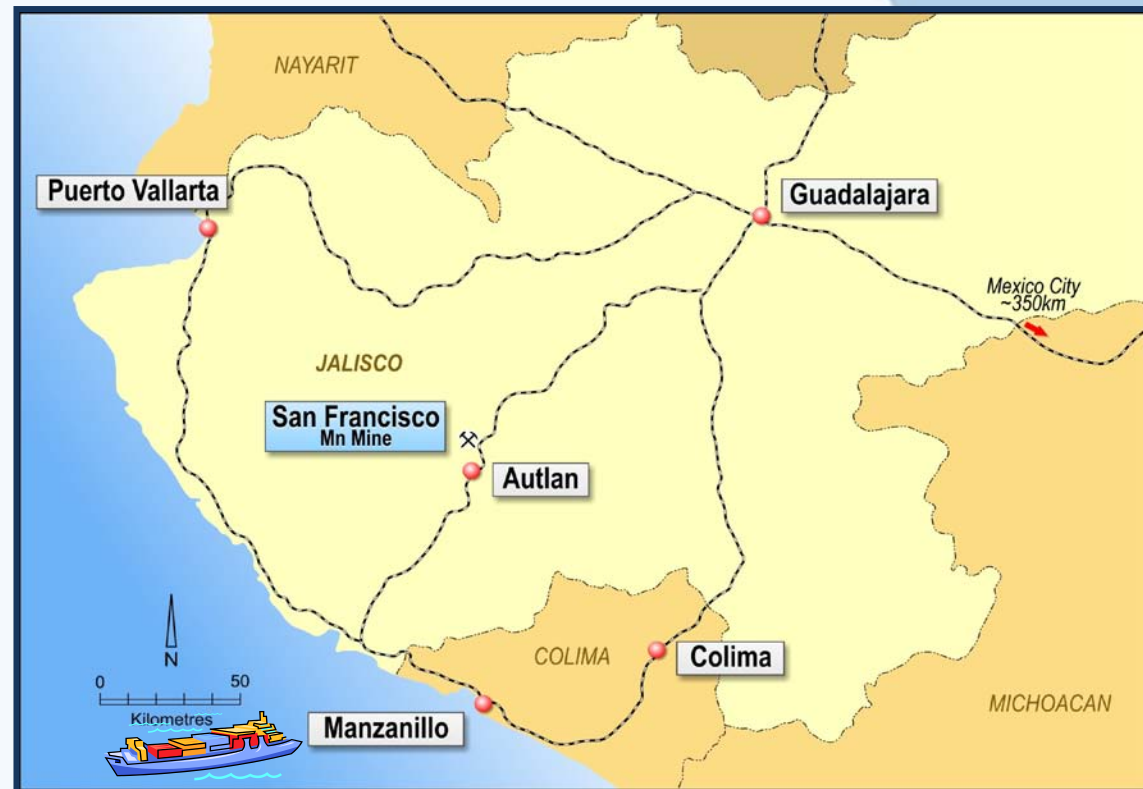 NAYARIT
Puerto Vallarta
Guadalajara
Mexico City
~350km
JALISCO
San Francisco
Mn Mine
Autlan
N
0 50
Kilometres
COLIMA
Colima
MICHOACAN
Manzanillo